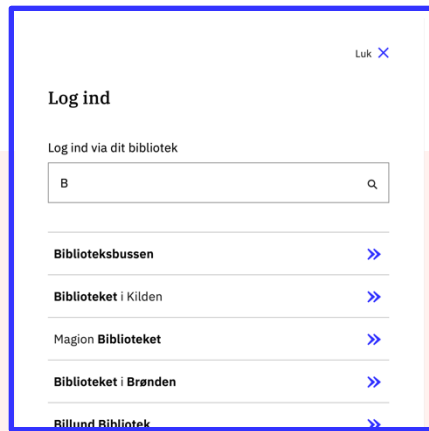 Luk
Log ind
Log ind via dit bibliotek
B
Biblioteksbussen
Biblioteket i Kilden
Magion Biblioteket
Biblioteket i Brønden
Billund Bibliotek